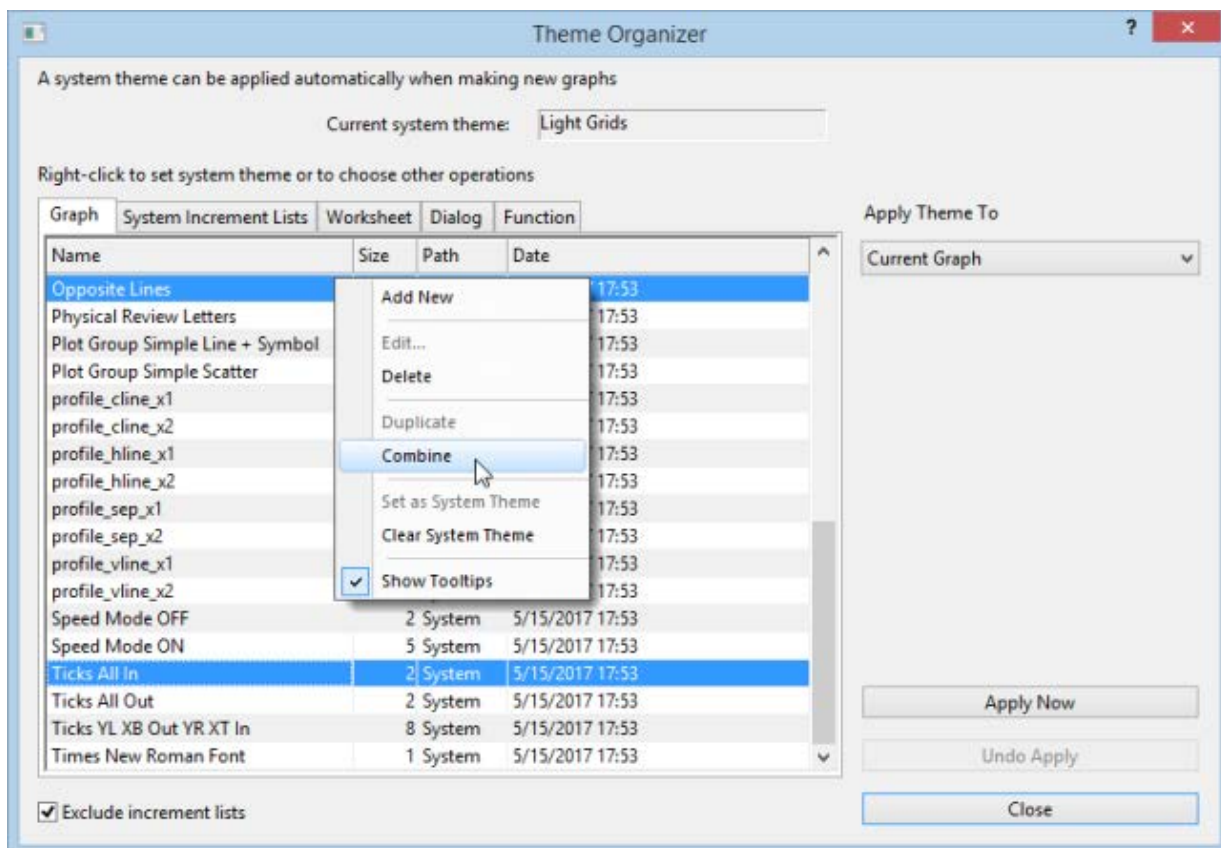 Theme Organizer
?
A system theme can be applied automatically when making new graphs
Current system theme: Light Grids
Right-click to set system theme or to choose other operations
Graph System Increment Lists Worksheet Dialog Function
Apply Theme To
Current Graph
Name Size Path Date
Opposite Lines 17:53
Physical Review Letters 17:53
Plot Group Simple Line + Symbol 17:53
Plot Group Simple Scatter 17:53
profile_cline_x1 17:53
profile_cline_x2 17:53
profile_hline_x1 17:53
profile_hline_x2 17:53
profile_sep_x1 17:53
profile_sep_x2 17:53
profile_vline_x1 17:53
profile_vline_x2 17:53
Speed Mode OFF 2 System 5/15/2017 17:53
Speed Mode ON 5 System 5/15/2017 17:53
Ticks All In 2 System 5/15/2017 17:53
Ticks All Out 2 System 5/15/2017 17:53
Ticks YL XB Out YR XT In 8 System 5/15/2017 17:53
Times New Roman Font 1 System 5/15/2017 17:53
Add New
Edit...
Delete
Duplicate
Combine
Set as System Theme
Clear System Theme
Show Tooltips
Apply Now
Undo Apply
Close
Exclude increment lists